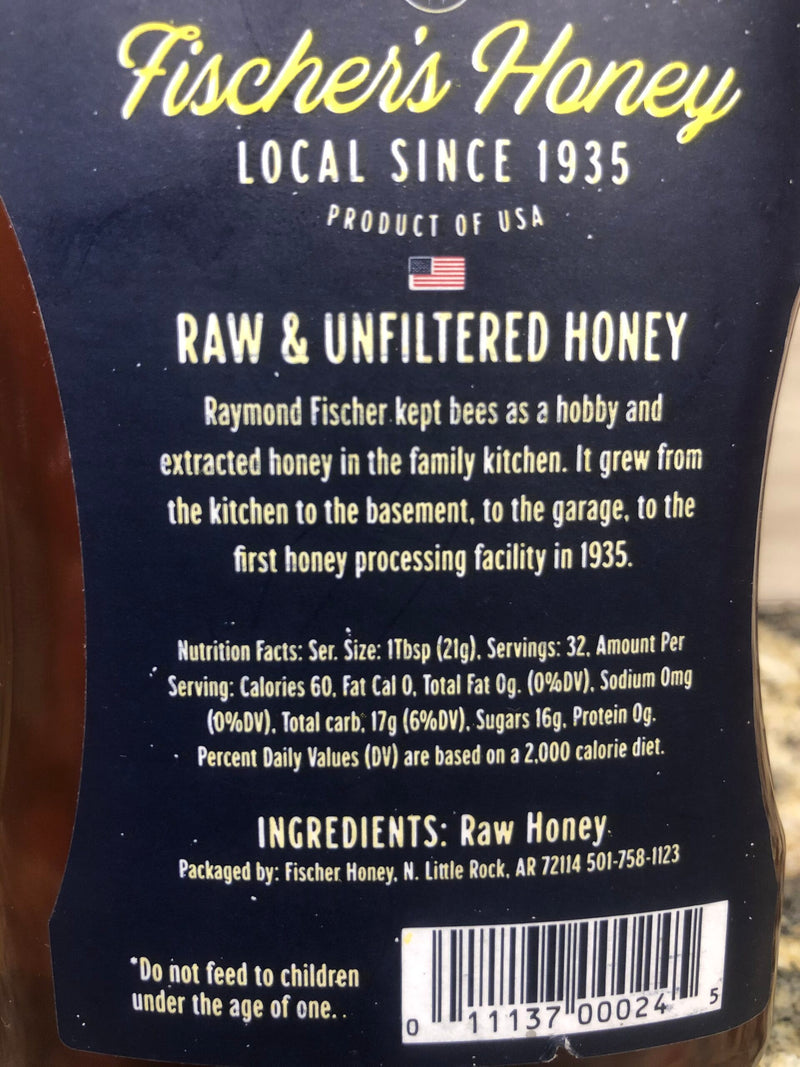 Fischer's Honey
LOCAL SINCE 1935
PRODUCT OF USA
RAW & UNFILTERED HONEY
Raymond Fischer kept bees as a hobby and
extracted honey in the family kitchen. It grew from
the kitchen to the basement, to the garage, to the
first honey processing facility in 1935.
Nutrition Facts: Ser. Size: 1Tbsp (21g), Servings: 32, Amount Per
Serving: Calories 60, Fat Cal 0, Total Fat 0g. (0%DV), Sodium 0mg
(0%DV), Total carb. 17g (6%DV), Sugars 16g, Protein 0g.
Percent Daily Values (DV) are based on a 2,000 calorie diet.
INGREDIENTS: Raw Honey
Packaged by: Fischer Honey, N. Little Rock, AR 72114 501-758-1123
*Do not feed to children
under the age of one.
0 11137 00024 5